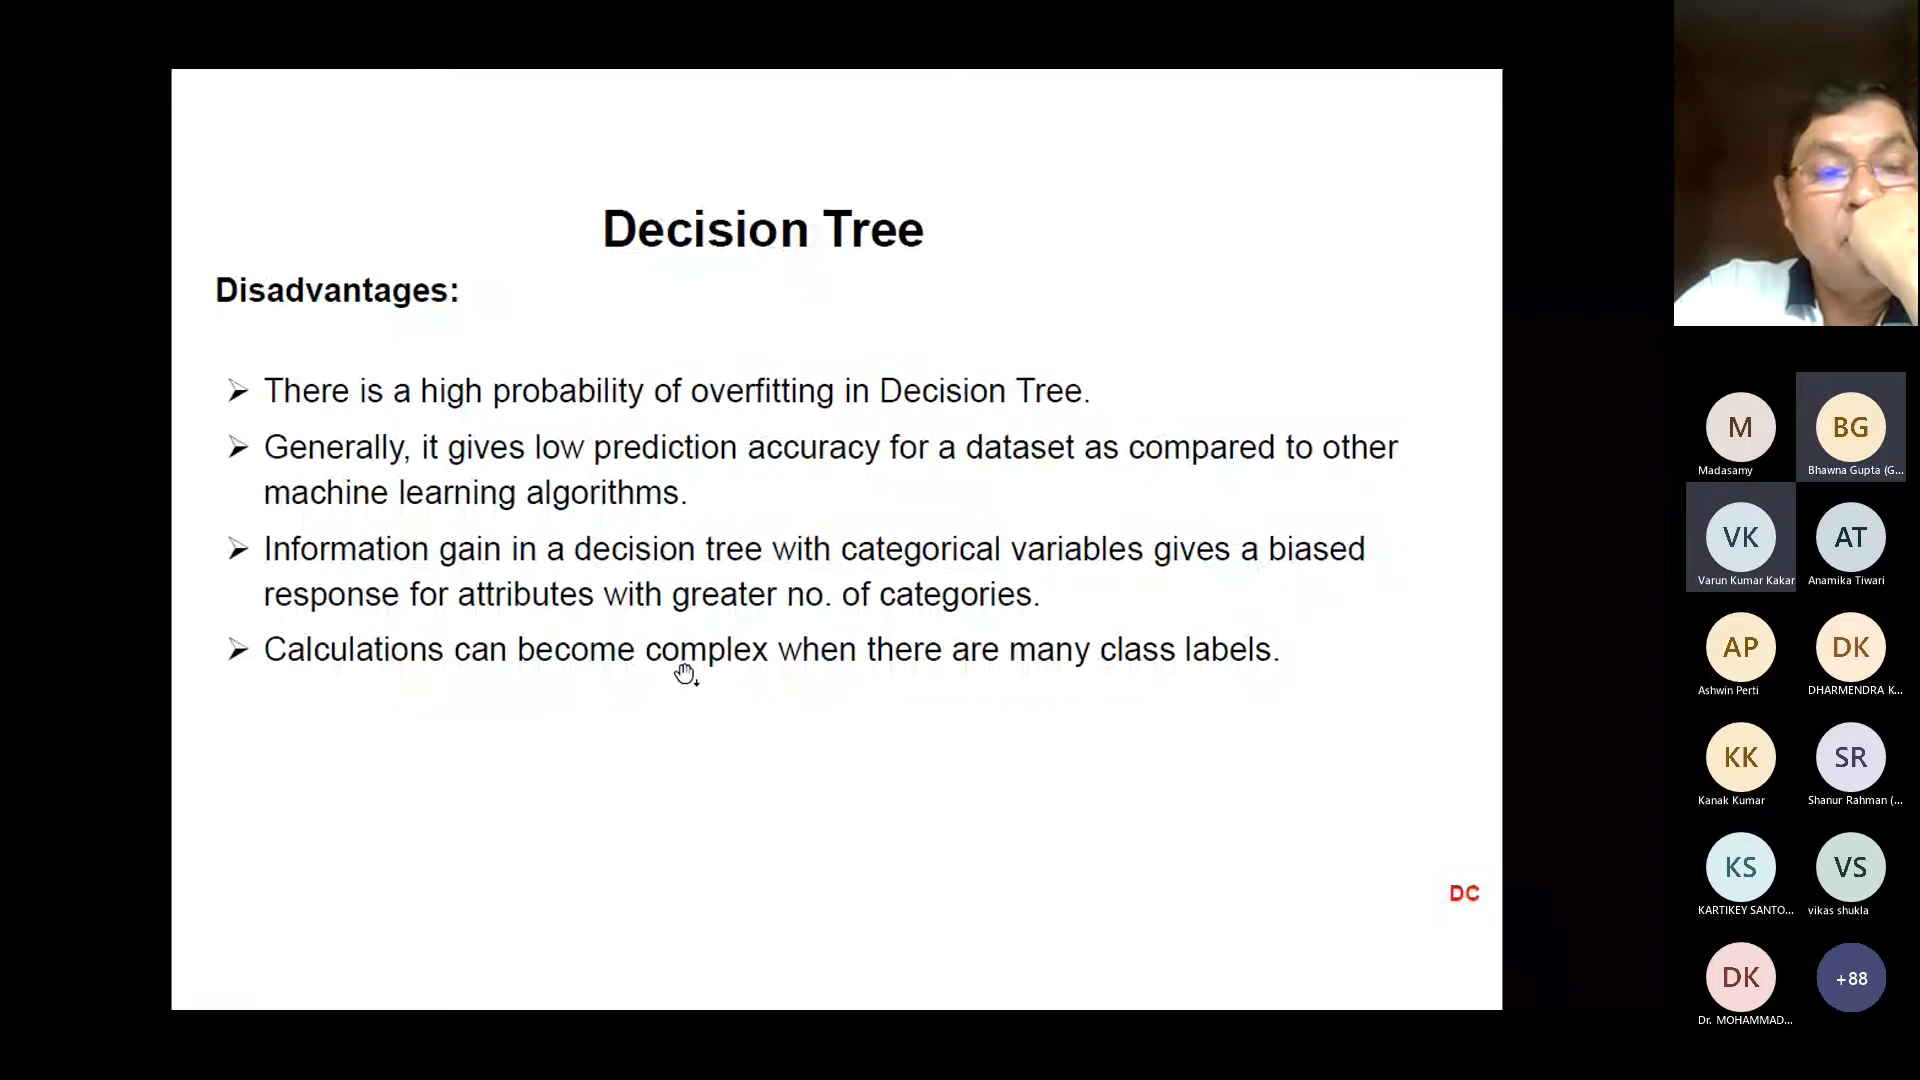 Decision Tree
Disadvantages:
➢ There is a high probability of overfitting in Decision Tree.
➢ Generally, it gives low prediction accuracy for a dataset as compared to other
machine learning algorithms.
➢ Information gain in a decision tree with categorical variables gives a biased
response for attributes with greater no. of categories.
➢ Calculations can become complex when there are many class labels.
DC
M
Madasamy
BG
Bhawna Gupta (G...
VK
Varun Kumar Kakar
AT
Anamika Tiwari
AP
Ashwin Perti
DK
DHARMENDRA K...
KK
Kanak Kumar
SR
Shanur Rahman (...
KS
KARTIKEY SANTO...
VS
vikas shukla
DK
Dr. MOHAMMAD...
+88